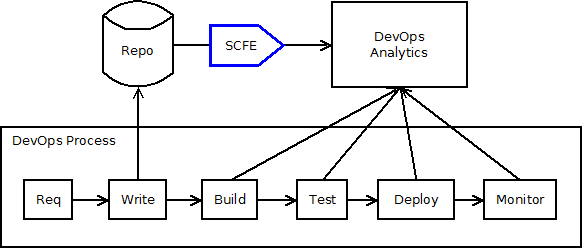 Repo
SCFE
DevOps
Analytics
DevOps Process
Req
Write
Build
Test
Deploy
Monitor